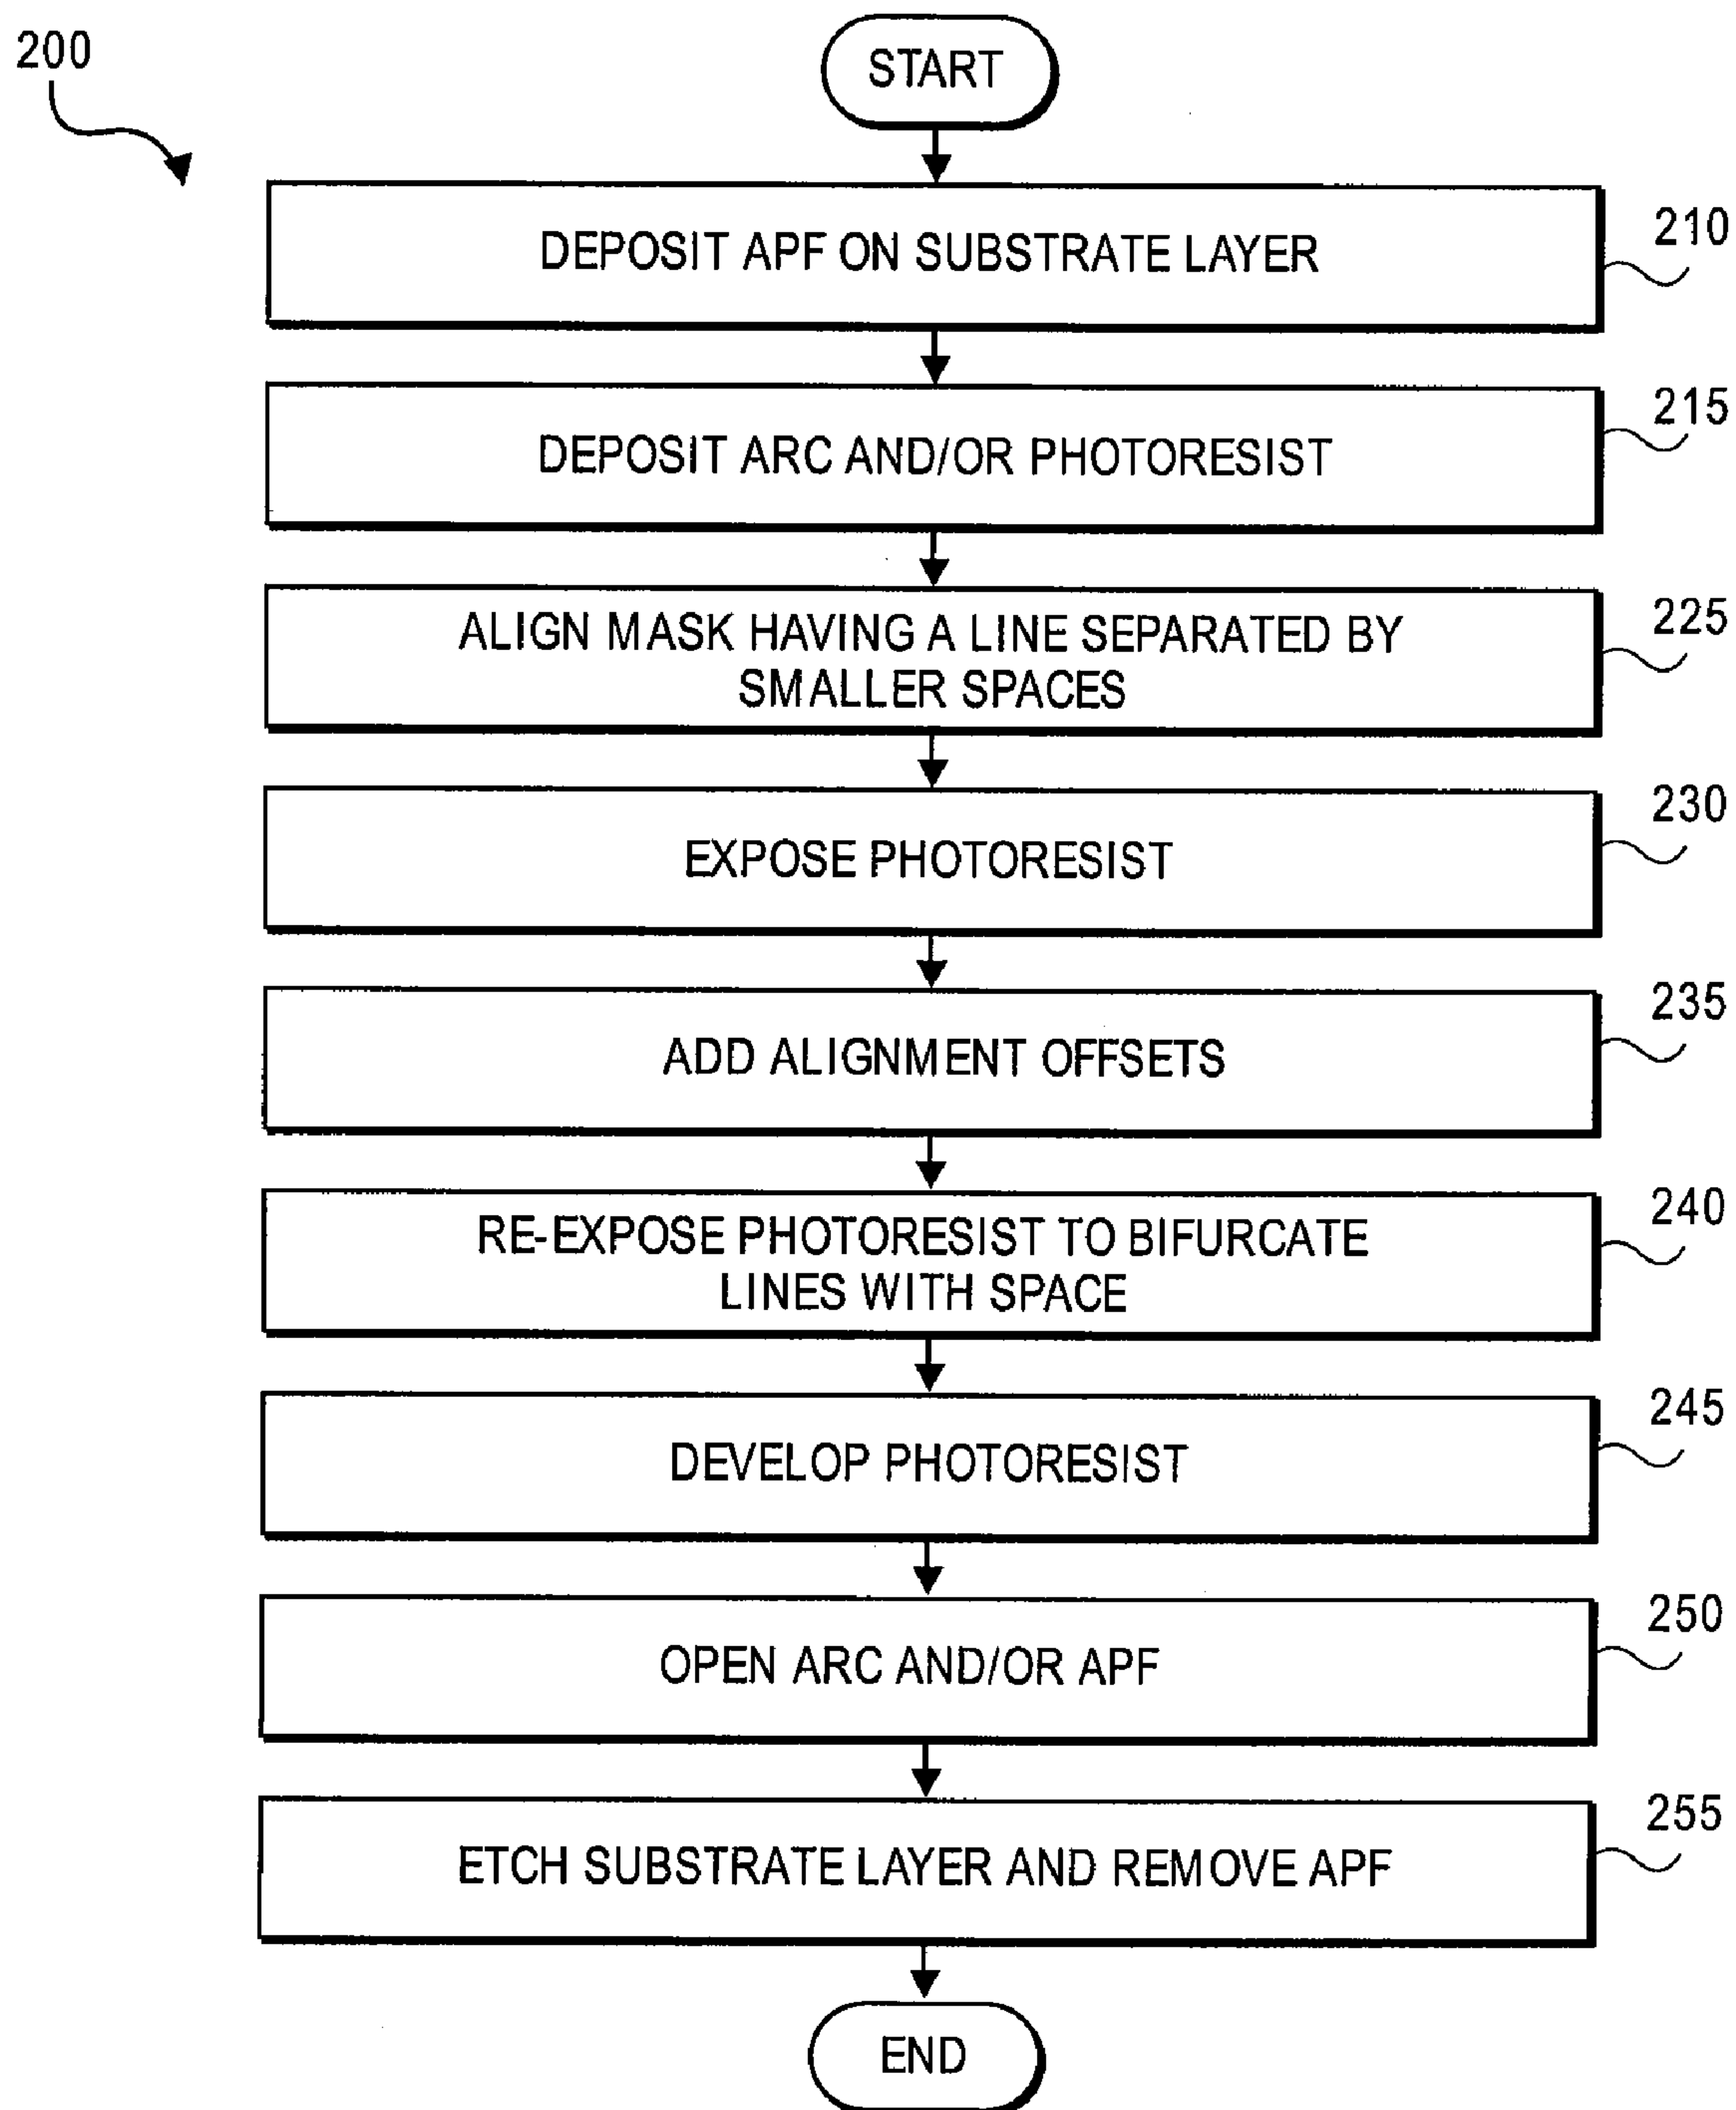 200
START
DEPOSIT APF ON SUBSTRATE LAYER
210
DEPOSIT ARC AND/OR PHOTORESIST
215
ALIGN MASK HAVING A LINE SEPARATED BY
SMALLER SPACES
225
EXPOSE PHOTORESIST
230
ADD ALIGNMENT OFFSETS
235
RE-EXPOSE PHOTORESIST TO BIFURCATE
LINES WITH SPACE
240
DEVELOP PHOTORESIST
245
OPEN ARC AND/OR APF
250
ETCH SUBSTRATE LAYER AND REMOVE APF
255
END